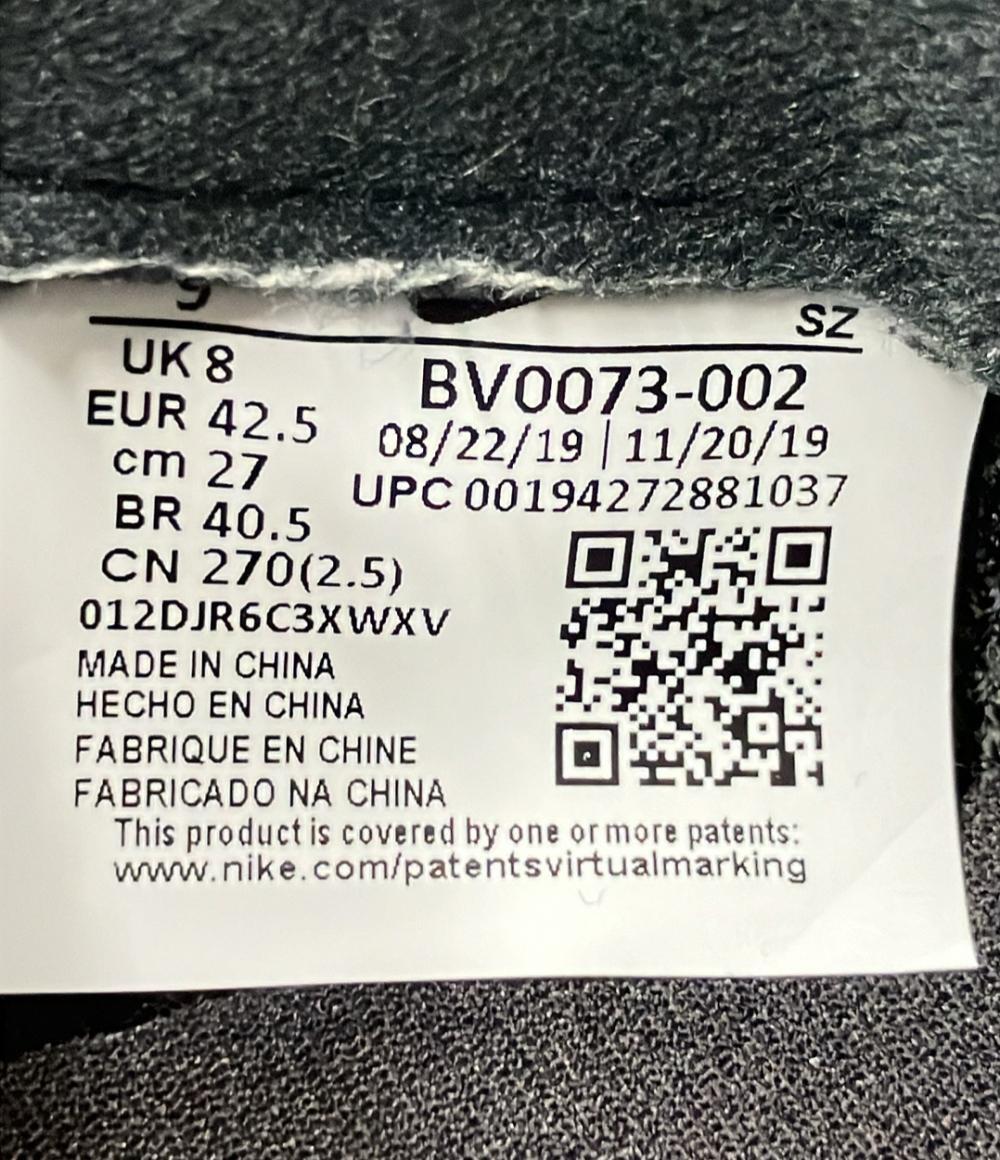 9
SZ
UK 8
EUR 42.5
cm 27
BR 40.5
CN 270(2.5)
BV0073-002
08/22/19 | 11/20/19
UPC 00194272881037
012DJR6C3XWXV
MADE IN CHINA
HECHO EN CHINA
FABRIQUE EN CHINE
FABRICADO NA CHINA
This product is covered by one or more patents:
www.nike.com/patentsvirtualmarking